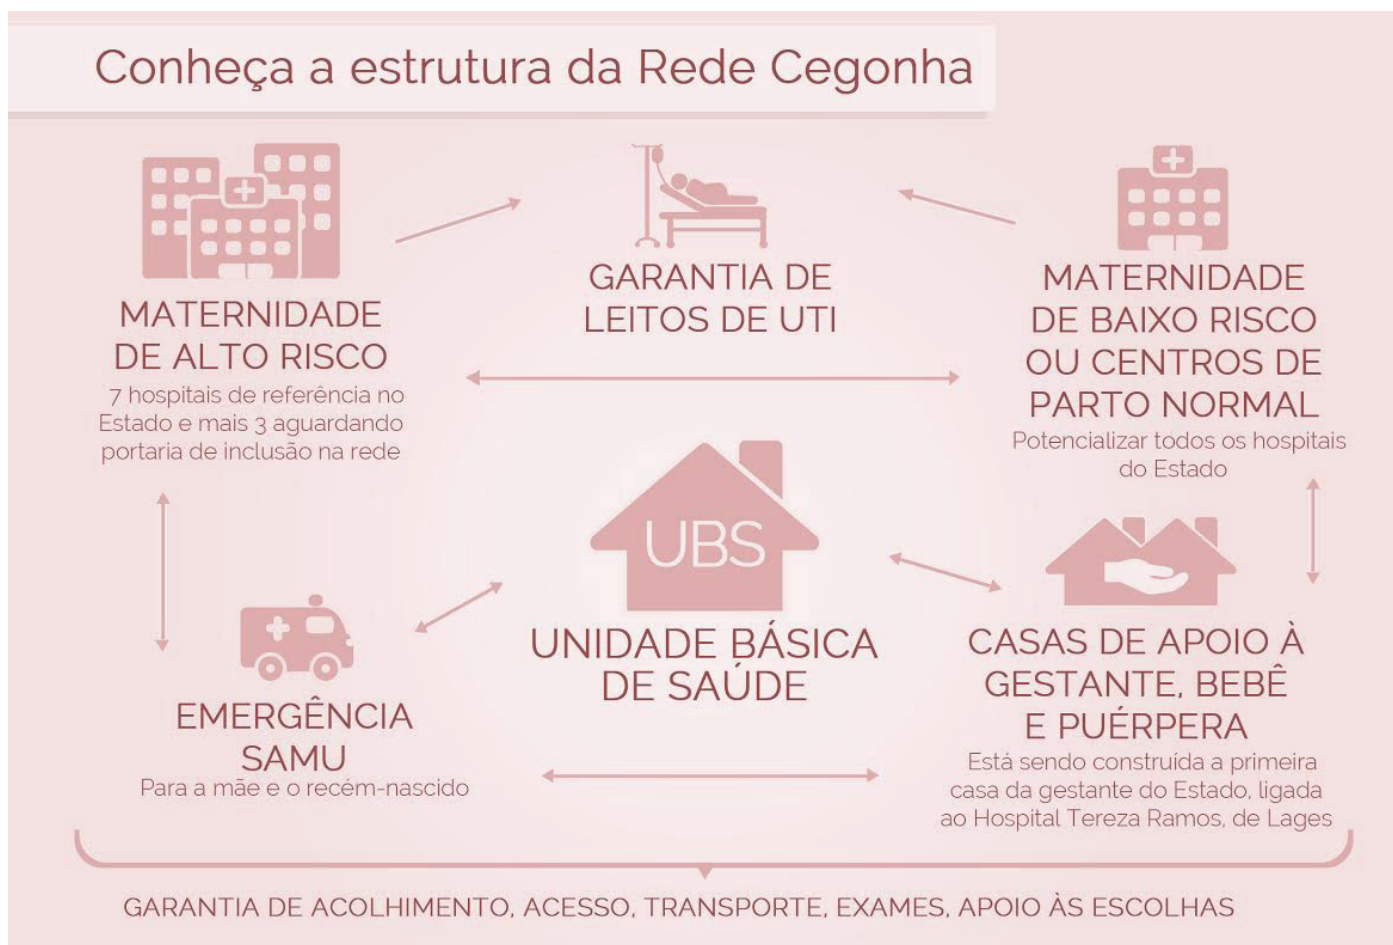 Conheça a estrutura da Rede Cegonha
MATERNIDADE
DE ALTO RISCO
7 hospitais de referência no
Estado e mais 3 aguardando
portaria de inclusão na rede
GARANTIA DE
LEITOS DE UTI
MATERNIDADE
DE BAIXO RISCO
OU CENTROS DE
PARTO NORMAL
Potencializar todos os hospitais
do Estado
UBS
UNIDADE BÁSICA
DE SAÚDE
EMERGÊNCIA
SAMU
Para a mãe e o recém-nascido
CASAS DE APOIO À
GESTANTE, BEBÊ
E PUÉRPERA
Está sendo construída a primeira
casa da gestante do Estado, ligada
ao Hospital Tereza Ramos, de Lages
GARANTIA DE ACOLHIMENTO, ACESSO, TRANSPORTE, EXAMES, APOIO ÀS ESCOLHAS